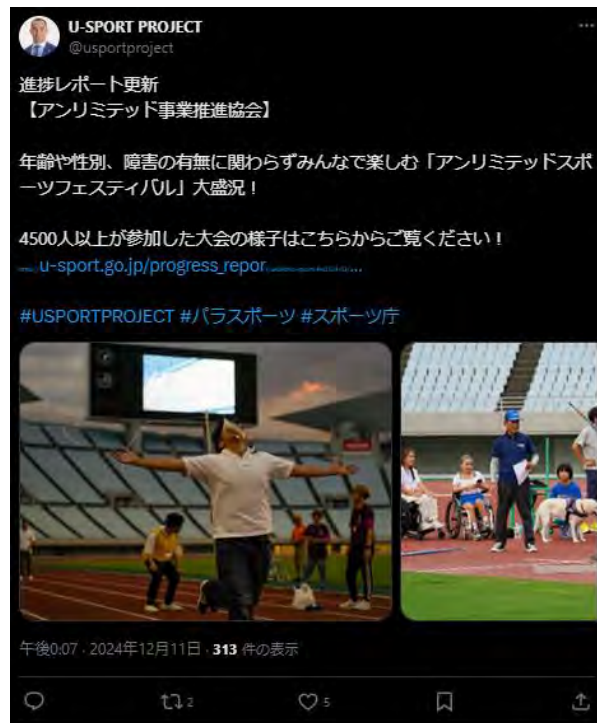 U-SPORT PROJECT
@usportproject
進捗レポート更新
【アンリミテッド事業推進協会】
年齢や性別、障害の有無に関わらずみんなで楽しむ「アンリミテッドスポ
ーツフェスティバル」大盛況！
4500人以上が参加した大会の様子はこちらからご覧ください！
u-sport.go.jp/progress_repor
#USPORTPROJECT #パラスポーツ #スポーツ庁
午後0:07 · 2024年12月11日 · 313 件の表示
2 5